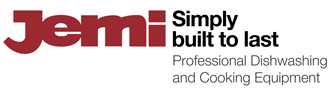 Jemi
Simply
built to last
Professional Dishwashing
and Cooking Equipment